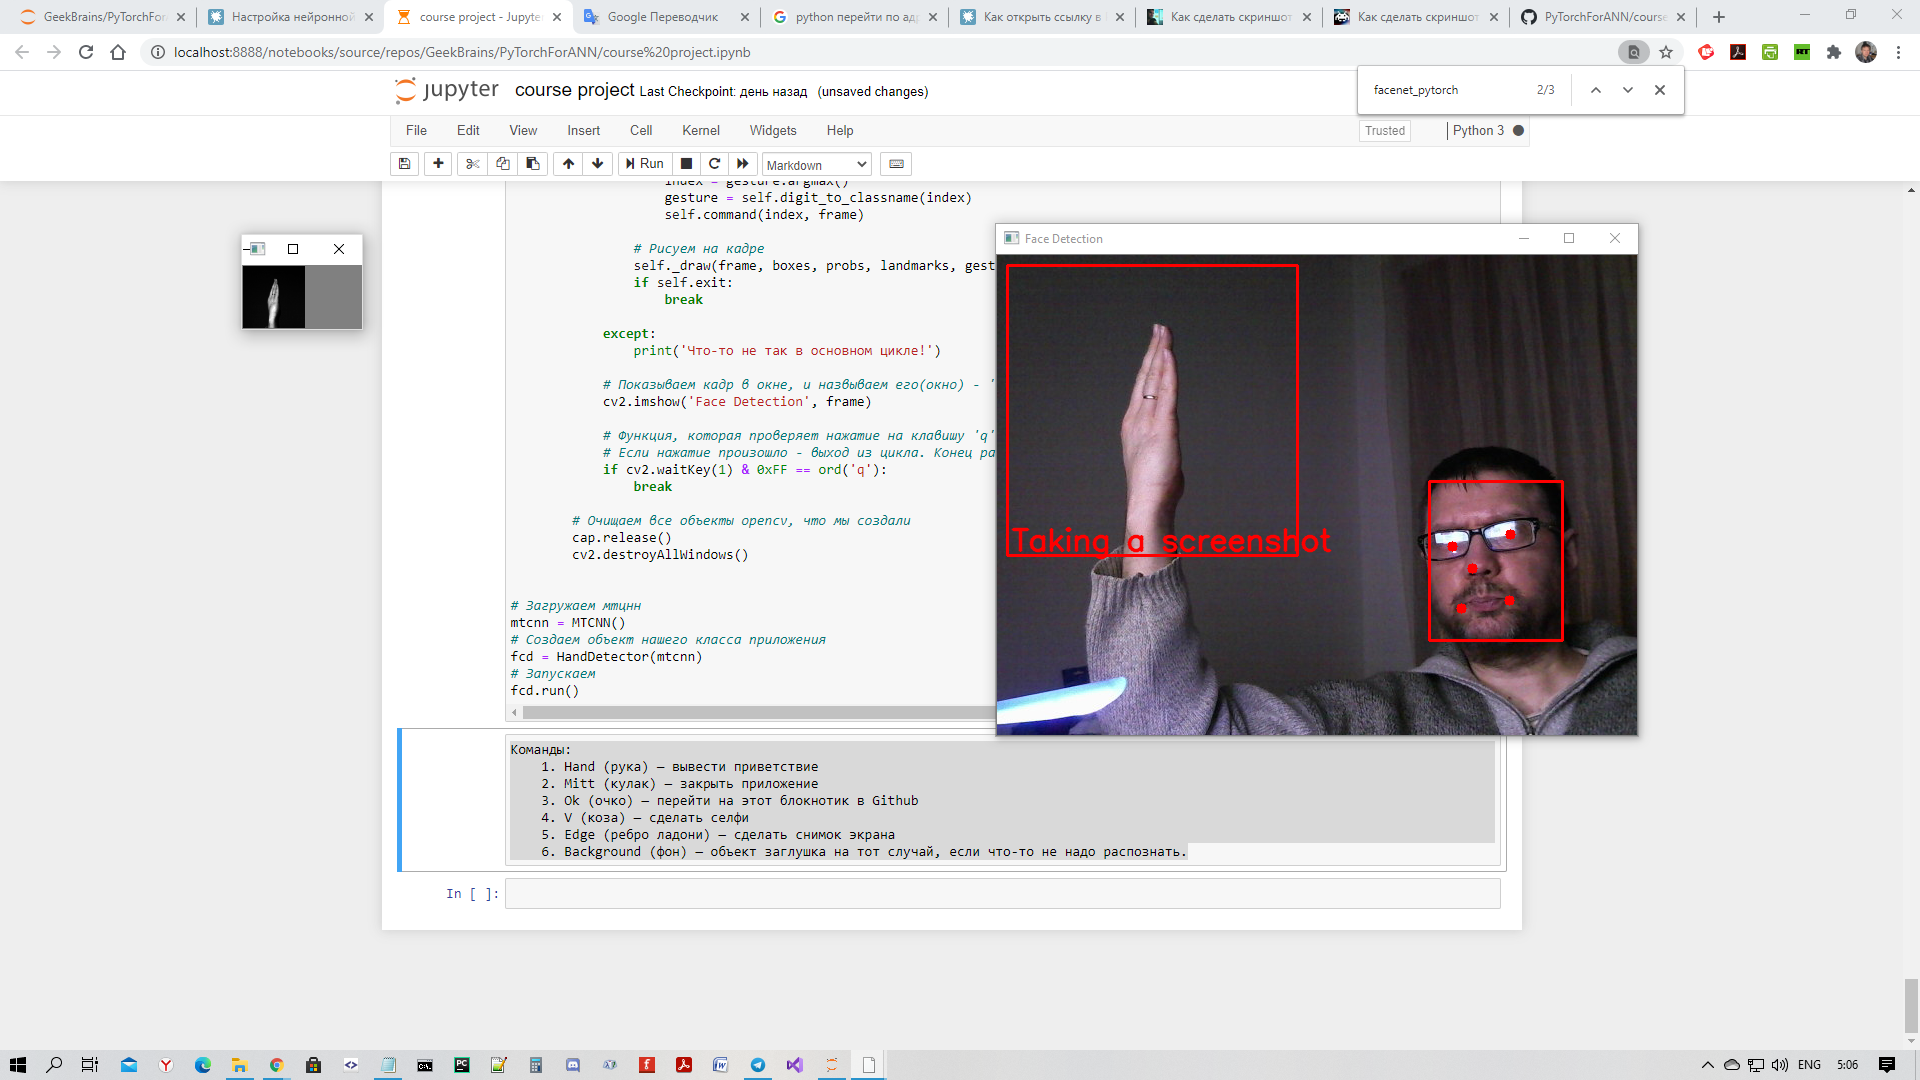 GeekBrains/PyTorchFor
Настройка нейронной
course project - Jupyte
Google Переводчик
python перейти по ад
Как открыть ссылку в
Как сделать скриншот
Как сделать скриншот
PyTorchForANN/course
localhost:8888/notebooks/source/repos/GeekBrains/PyTorchForANN/course%20project.ipynb
facenet_pytorch 2/3
jupyter course project Last Checkpoint: день назад (unsaved changes)
File Edit View Insert Cell Kernel Widgets Help
Trusted Python 3
Run Markdown
index = gesture.argmax()
gesture = self.digit_to_classname(index)
self.command(index, frame)
# Рисуем на кадре
self._draw(frame, boxes, probs, landmarks, gest
if self.exit:
break
except:
print('Что-то не так в основном цикле!')
# Показываем кадр в окне, и назвываем его(окно) - '
cv2.imshow('Face Detection', frame)
# Функция, которая проверяет нажатие на клавишу 'q'
# Если нажатие произошло - выход из цикла. Конец ра
if cv2.waitKey(1) & 0xFF == ord('q'):
break
# Очищаем все объекты opencv, что мы создали
cap.release()
cv2.destroyAllWindows()
# Загружаем мтцнн
mtcnn = MTCNN()
# Создаем объект нашего класса приложения
fcd = HandDetector(mtcnn)
# Запускаем
fcd.run()
Face Detection
Taking a screenshot
Команды:
1. Hand (рука) – вывести приветствие
2. Mitt (кулак) – закрыть приложение
3. Ok (очко) – перейти на этот блокнотик в Github
4. V (коза) – сделать селфи
5. Edge (ребро ладони) – сделать снимок экрана
6. Background (фон) – объект заглушка на тот случай, если что-то не надо распознать.
In [ ]:
ENG 5:06